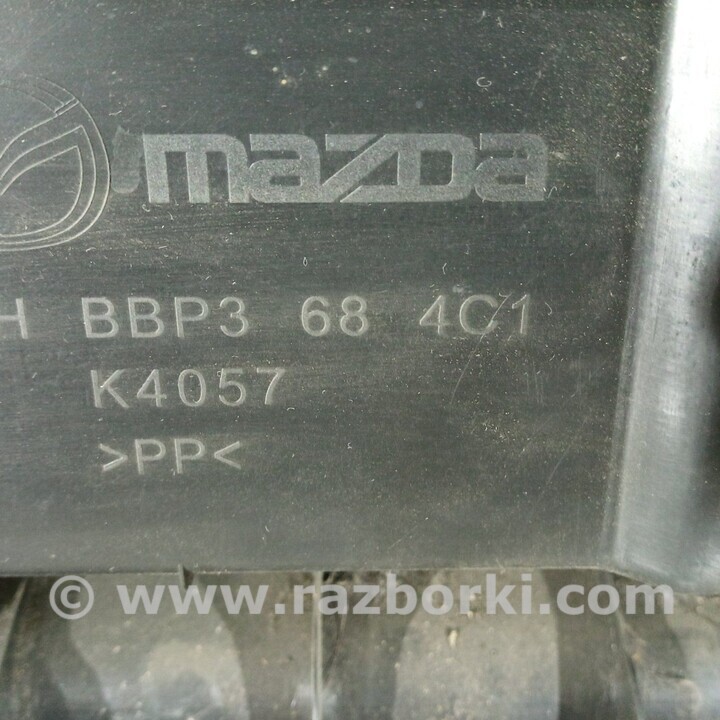 mazda
H BBP3 68 4C1
K4057
>PP<
© www.razborki.com